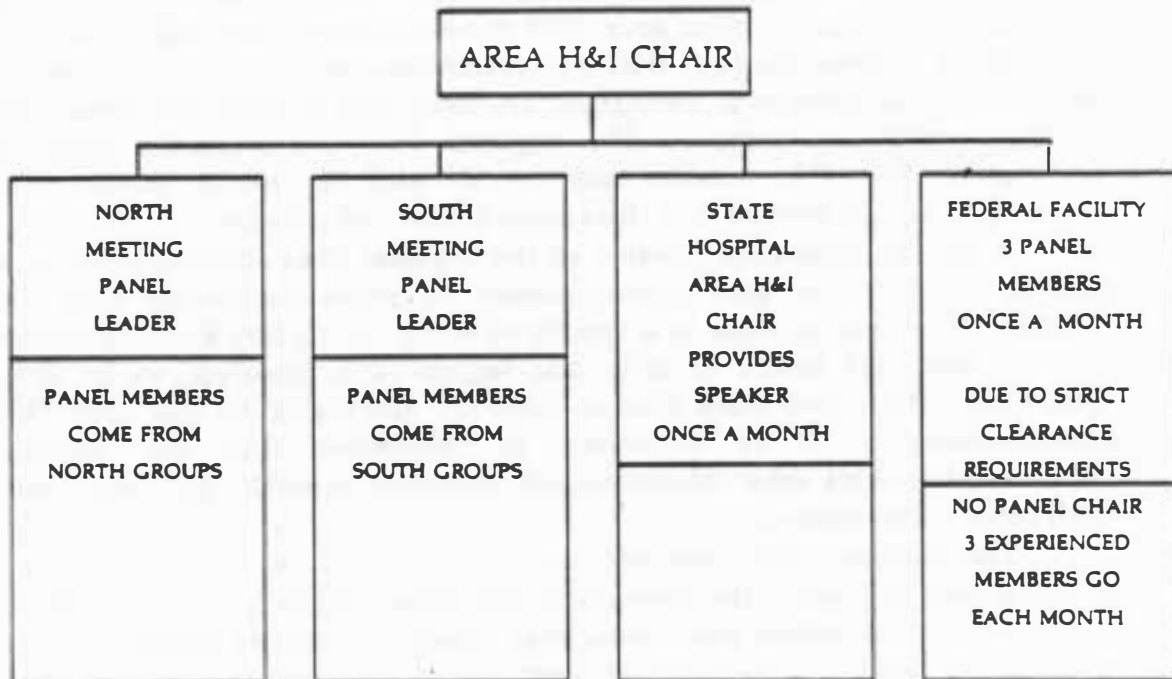 AREA H&I CHAIR
NORTH
MEETING
PANEL
LEADER
PANEL MEMBERS
COME FROM
NORTH GROUPS
SOUTH
MEETING
PANEL
LEADER
PANEL MEMBERS
COME FROM
SOUTH GROUPS
STATE
HOSPITAL
AREA H&I
CHAIR
PROVIDES
SPEAKER
ONCE A MONTH
FEDERAL FACILITY
3 PANEL
MEMBERS
ONCE A MONTH
DUE TO STRICT
CLEARANCE
REQUIREMENTS
NO PANEL CHAIR
3 EXPERIENCED
MEMBERS GO
EACH MONTH